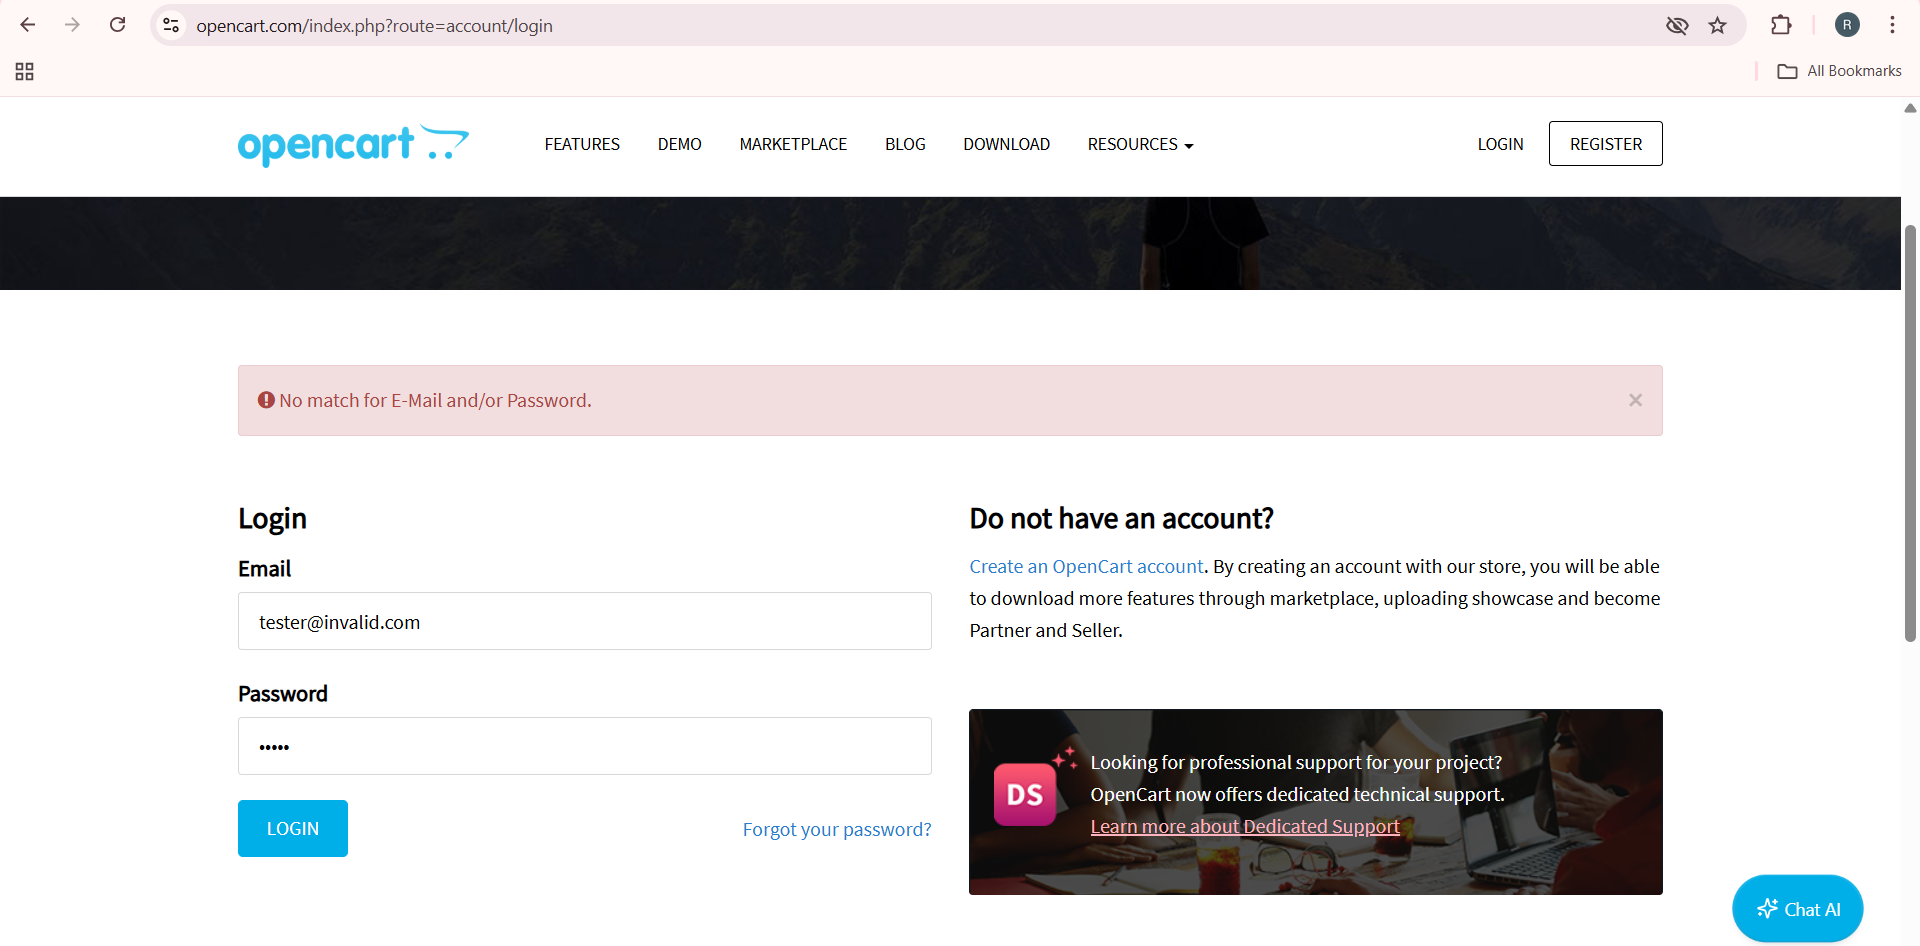 opencart.com/index.php?route=account/login
R
All Bookmarks
opencart
FEATURES
DEMO
MARKETPLACE
BLOG
DOWNLOAD
RESOURCES
LOGIN
REGISTER
No match for E-Mail and/or Password.
×
Login
Email
tester@invalid.com
Password
•••••
LOGIN
Forgot your password?
Do not have an account?
Create an OpenCart account. By creating an account with our store, you will be able
to download more features through marketplace, uploading showcase and become
Partner and Seller.
DS
Looking for professional support for your project?
OpenCart now offers dedicated technical support.
Learn more about Dedicated Support
Chat AI